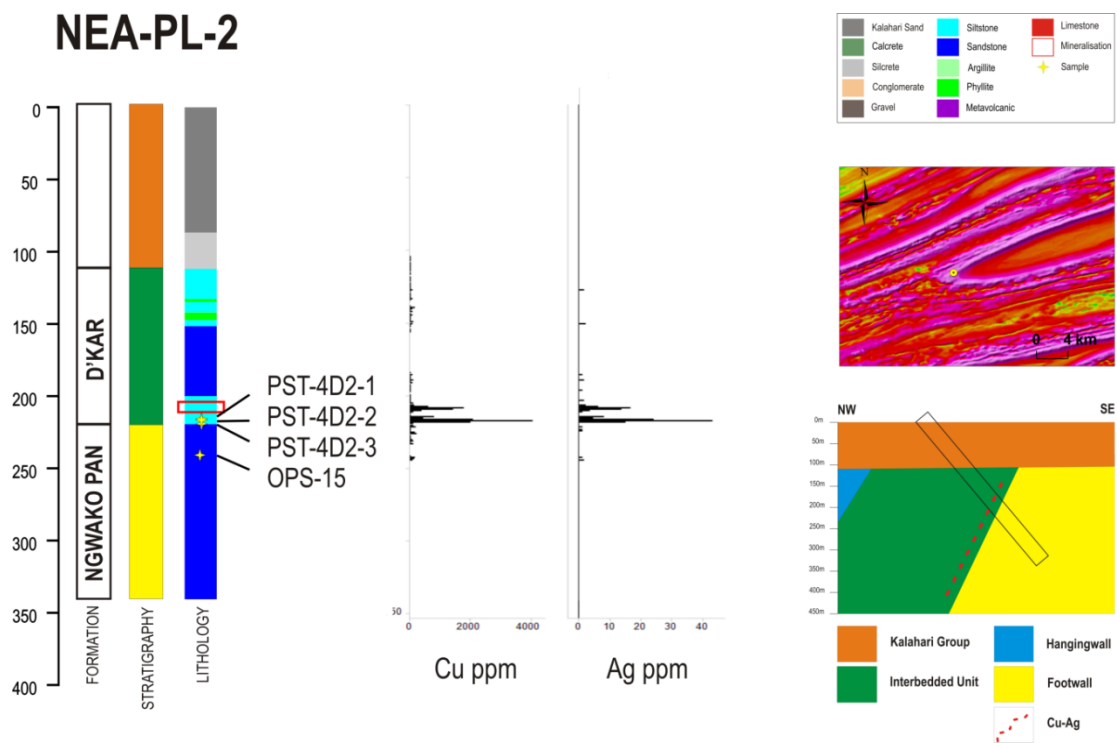 NEA-PL-2
0
50
100
150
200
250
300
350
400
D'KAR
NGWAKO PAN
FORMATION
STRATIGRAPHY
LITHOLOGY
PST-4D2-1
PST-4D2-2
PST-4D2-3
OPS-15
50
0
2000
4000
Cu ppm
0
10
20
30
40
Ag ppm
Kalahari Sand
Calcrete
Silcrete
Conglomerate
Gravel
Siltstone
Sandstone
Argillite
Phyllite
Metavolcanic
Limestone
Mineralisation
Sample
N
0 4 km
NW
SE
0m
50m
100m
150m
200m
250m
300m
350m
400m
450m
Kalahari Group
Interbedded Unit
Hangingwall
Footwall
Cu-Ag